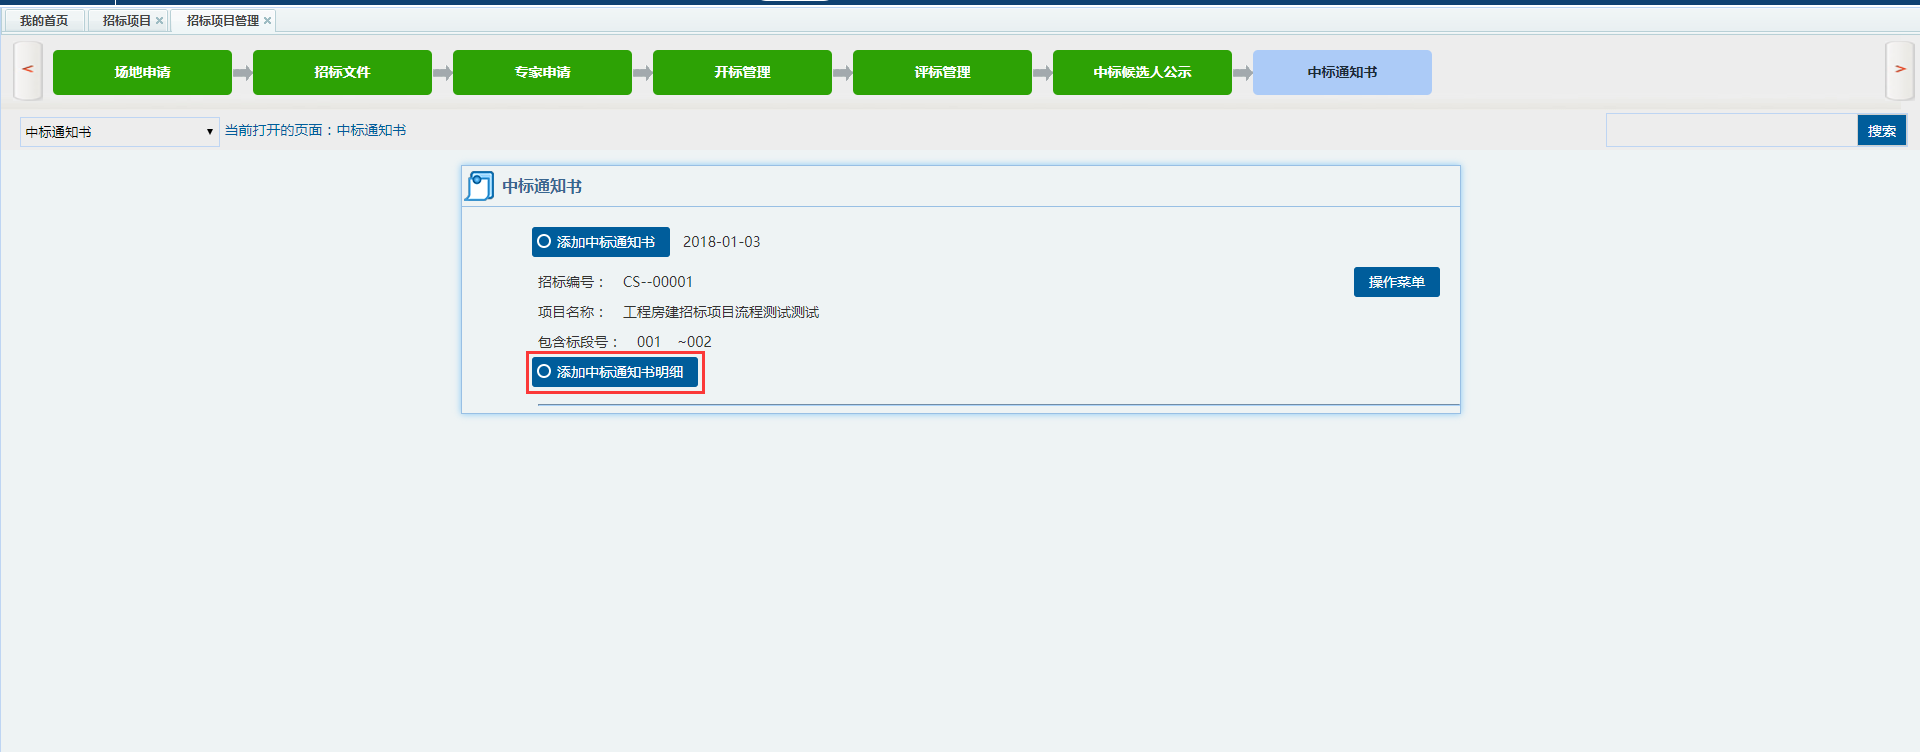 我的首页 招标项目 × 招标项目管理 ×
< 场地申请 招标文件 专家申请 开标管理 评标管理 中标候选人公示 中标通知书 >
中标通知书 ▼ 当前打开的页面：中标通知书 搜索
中标通知书
添加中标通知书 2018-01-03
招标编号： CS--00001 操作菜单
项目名称： 工程房建招标项目流程测试测试
包含标段号： 001 ~002
添加中标通知书明细